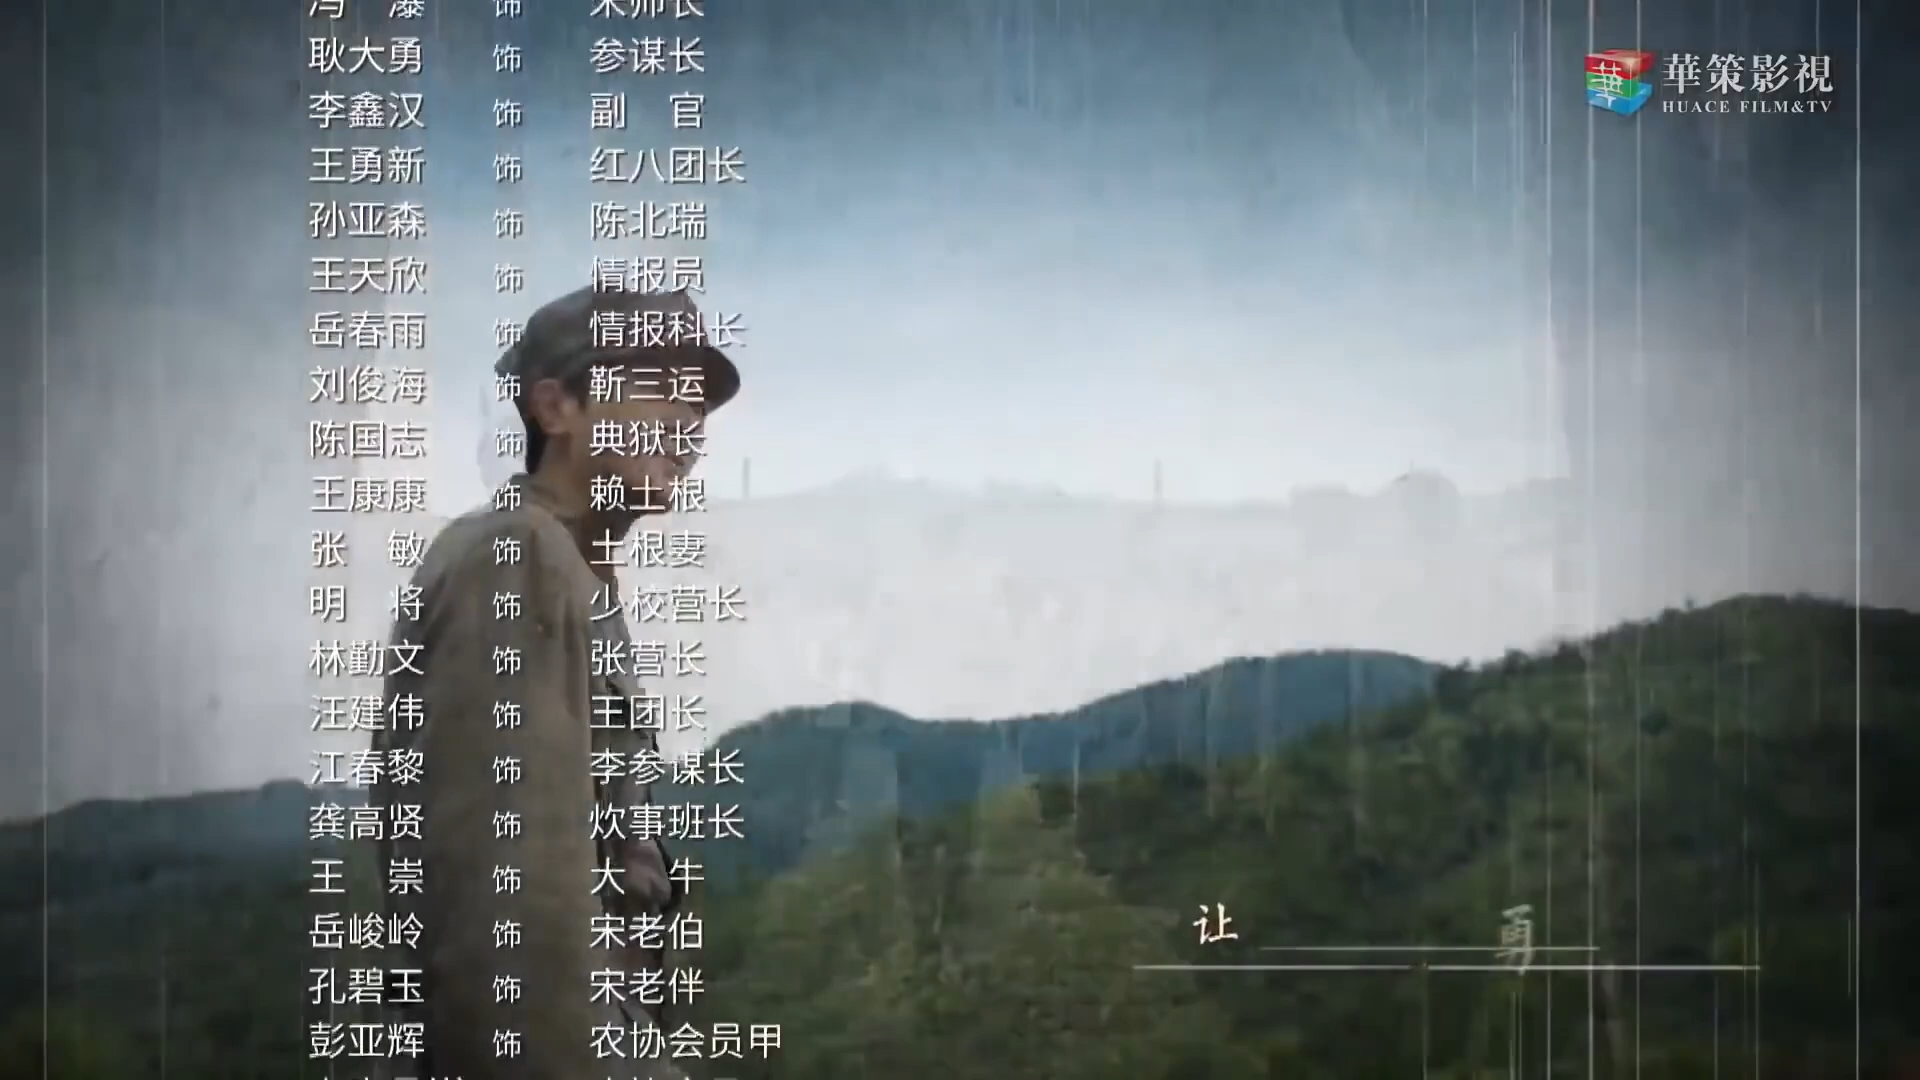 冯　瀑　饰　宋师长
耿大勇　饰　参谋长
李鑫汉　饰　副　官
王勇新　饰　红八团长
孙亚森　饰　陈北瑞
王天欣　饰　情报员
岳春雨　饰　情报科长
刘俊海　饰　靳三运
陈国志　饰　典狱长
王康康　饰　赖土根
张　敏　饰　土根妻
明　将　饰　少校营长
林勤文　饰　张营长
汪建伟　饰　王团长
江春黎　饰　李参谋长
龚高贤　饰　炊事班长
王　崇　饰　大　牛
岳峻岭　饰　宋老伯
孔碧玉　饰　宋老伴
彭亚辉　饰　农协会员甲
華
華策影視
HUACE FILM&TV
让　勇